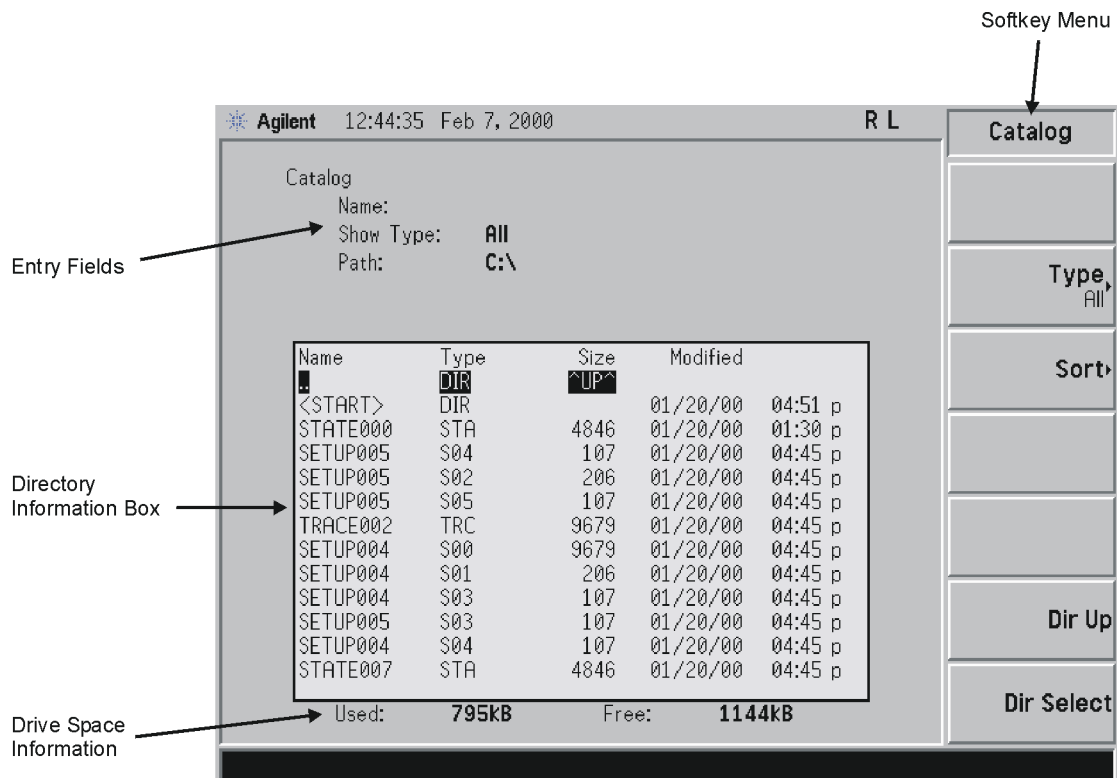 Softkey Menu
Agilent 12:44:35 Feb 7, 2000 R L
Catalog
Catalog
Name:
Show Type: All
Path: C:\
Entry Fields
Type
All
Sort
Name Type Size Modified
.. DIR ^UP^
<START> DIR 01/20/00 04:51 p
STATE000 STA 4846 01/20/00 01:30 p
SETUP005 S04 107 01/20/00 04:45 p
SETUP005 S02 206 01/20/00 04:45 p
SETUP005 S05 107 01/20/00 04:45 p
TRACE002 TRC 9679 01/20/00 04:45 p
SETUP004 S00 9679 01/20/00 04:45 p
SETUP004 S01 206 01/20/00 04:45 p
SETUP004 S03 107 01/20/00 04:45 p
SETUP005 S03 107 01/20/00 04:45 p
SETUP004 S04 107 01/20/00 04:45 p
STATE007 STA 4846 01/20/00 04:45 p
Directory
Information Box
Dir Up
Dir Select
Used: 795kB Free: 1144kB
Drive Space
Information